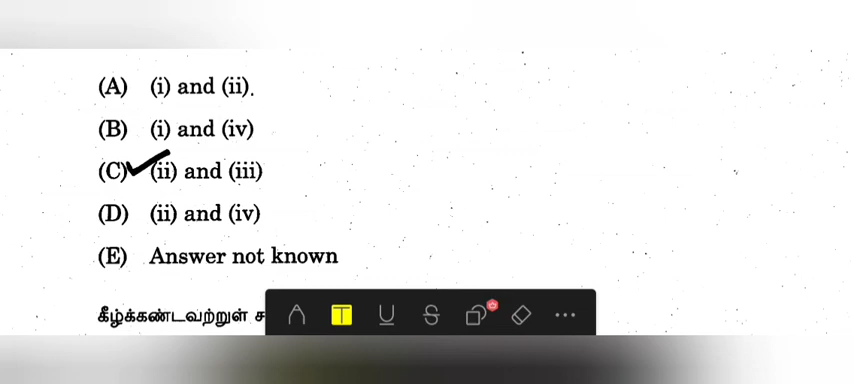 (A) (i) and (ii).
(B) (i) and (iv)
(C) (ii) and (iii)
(D) (ii) and (iv)
(E) Answer not known
கீழ்க்கண்டவற்றுள்